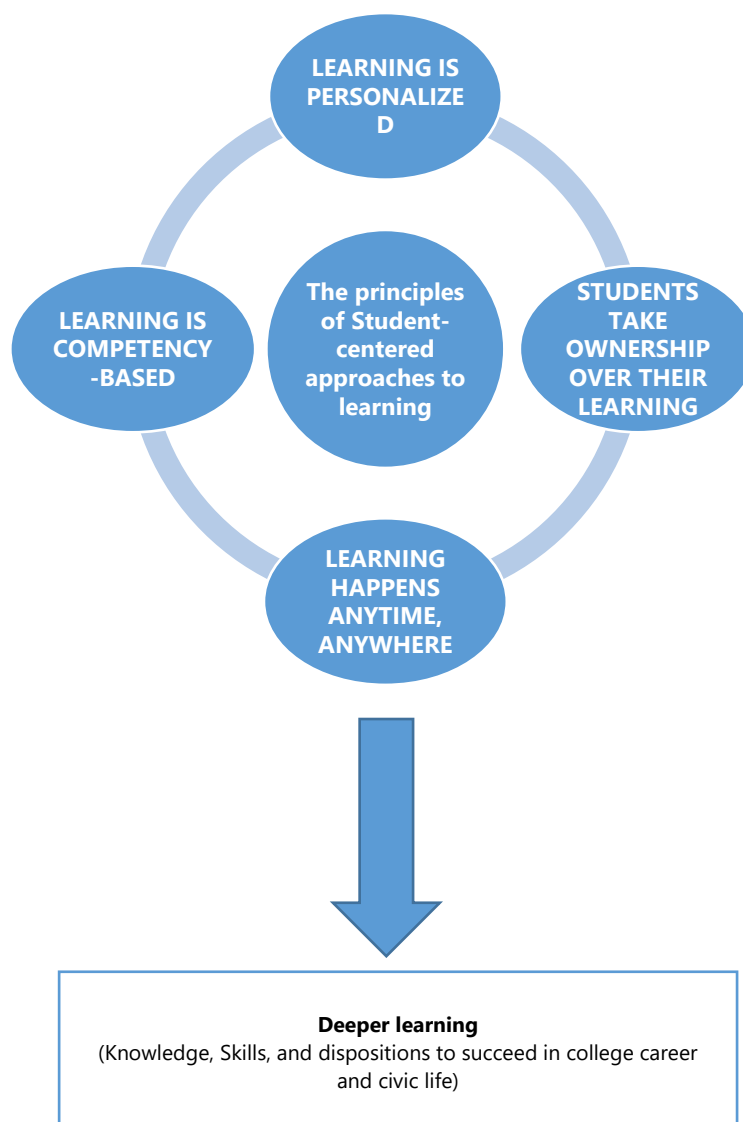 LEARNING IS
PERSONALIZE
D
LEARNING IS
COMPETENCY
-BASED
The principles
of Student-
centered
approaches to
learning
STUDENTS
TAKE
OWNERSHIP
OVER THEIR
LEARNING
LEARNING
HAPPENS
ANYTIME,
ANYWHERE
Deeper learning
(Knowledge, Skills, and dispositions to succeed in college career
and civic life)